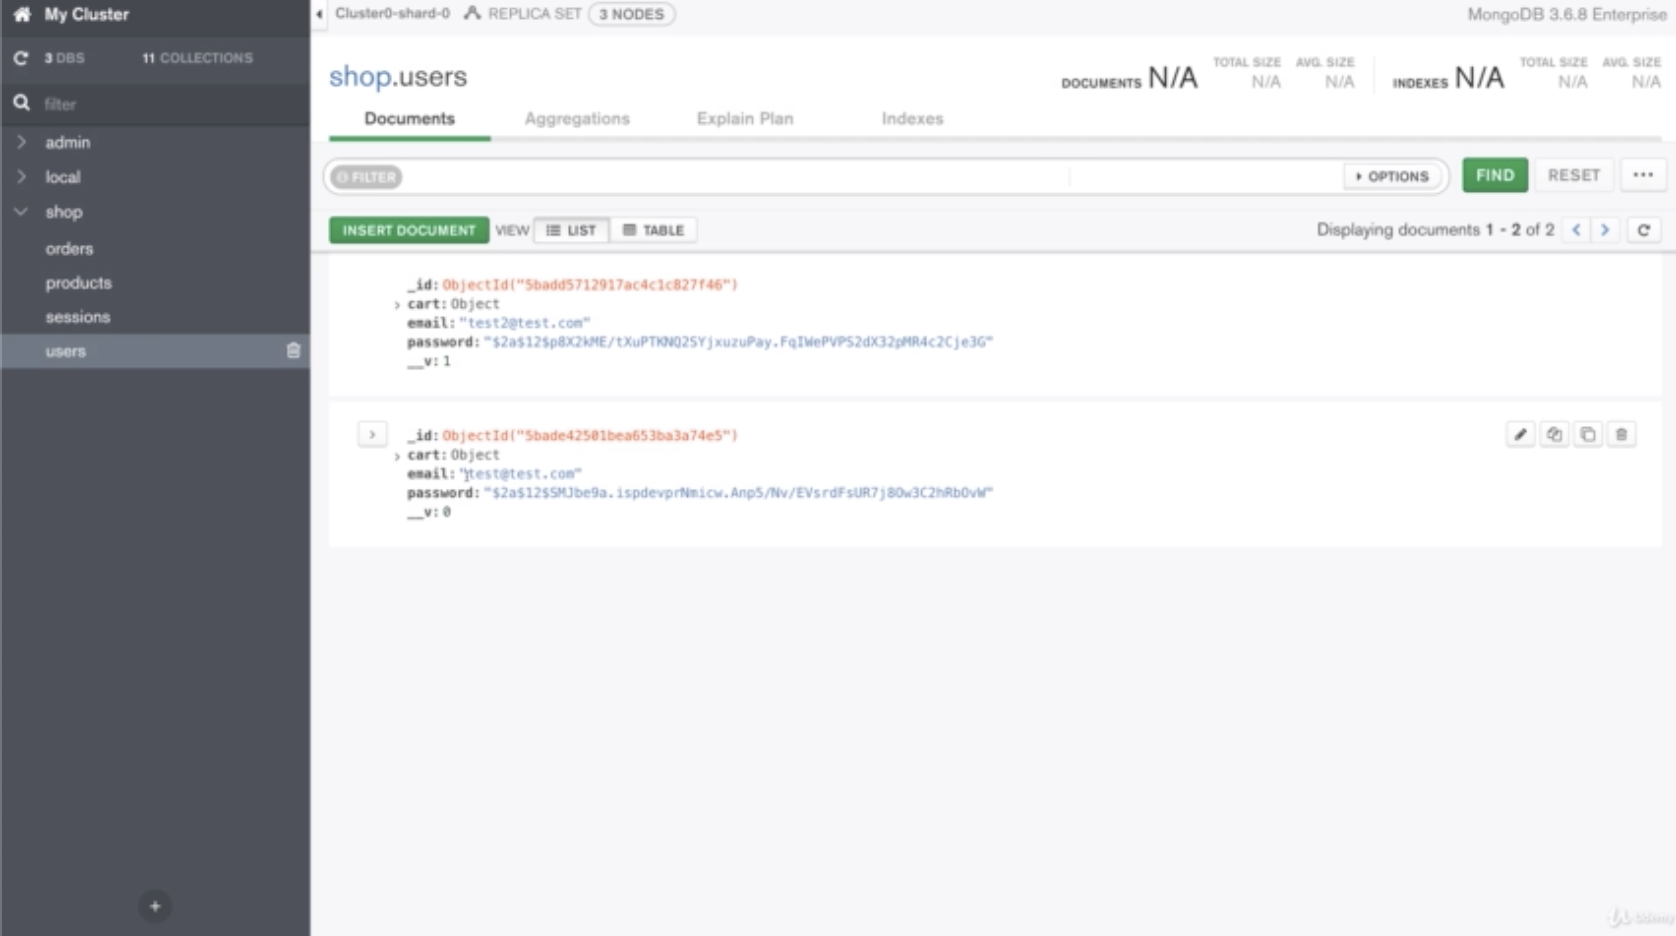 My Cluster
3 DBS 11 COLLECTIONS
filter
admin
local
shop
orders
products
sessions
users
Cluster0-shard-0 REPLICA SET 3 NODES
MongoDB 3.6.8 Enterprise
shop.users
DOCUMENTS N/A TOTAL SIZE N/A AVG. SIZE N/A INDEXES N/A TOTAL SIZE N/A AVG. SIZE N/A
Documents Aggregations Explain Plan Indexes
FILTER OPTIONS FIND RESET ...
INSERT DOCUMENT VIEW LIST TABLE Displaying documents 1 - 2 of 2
_id: ObjectId("5badd5712917ac4c1c827f46")
cart: Object
email: "test2@test.com"
password: "$2a$12$p8X2kME/tXuPTKNQ2SYjxuzuPay.FqIWePVPS2dX32pMR4c2Cje3G"
__v: 1
_id: ObjectId("5bade42501bea653ba3a74e5")
cart: Object
email: "test@test.com"
password: "$2a$12$SMJbe9a.ispdevprNmicw.Anp5/Nv/EVsrdFsUR7j8Ow3C2hRbOvW"
__v: 0
Udemy